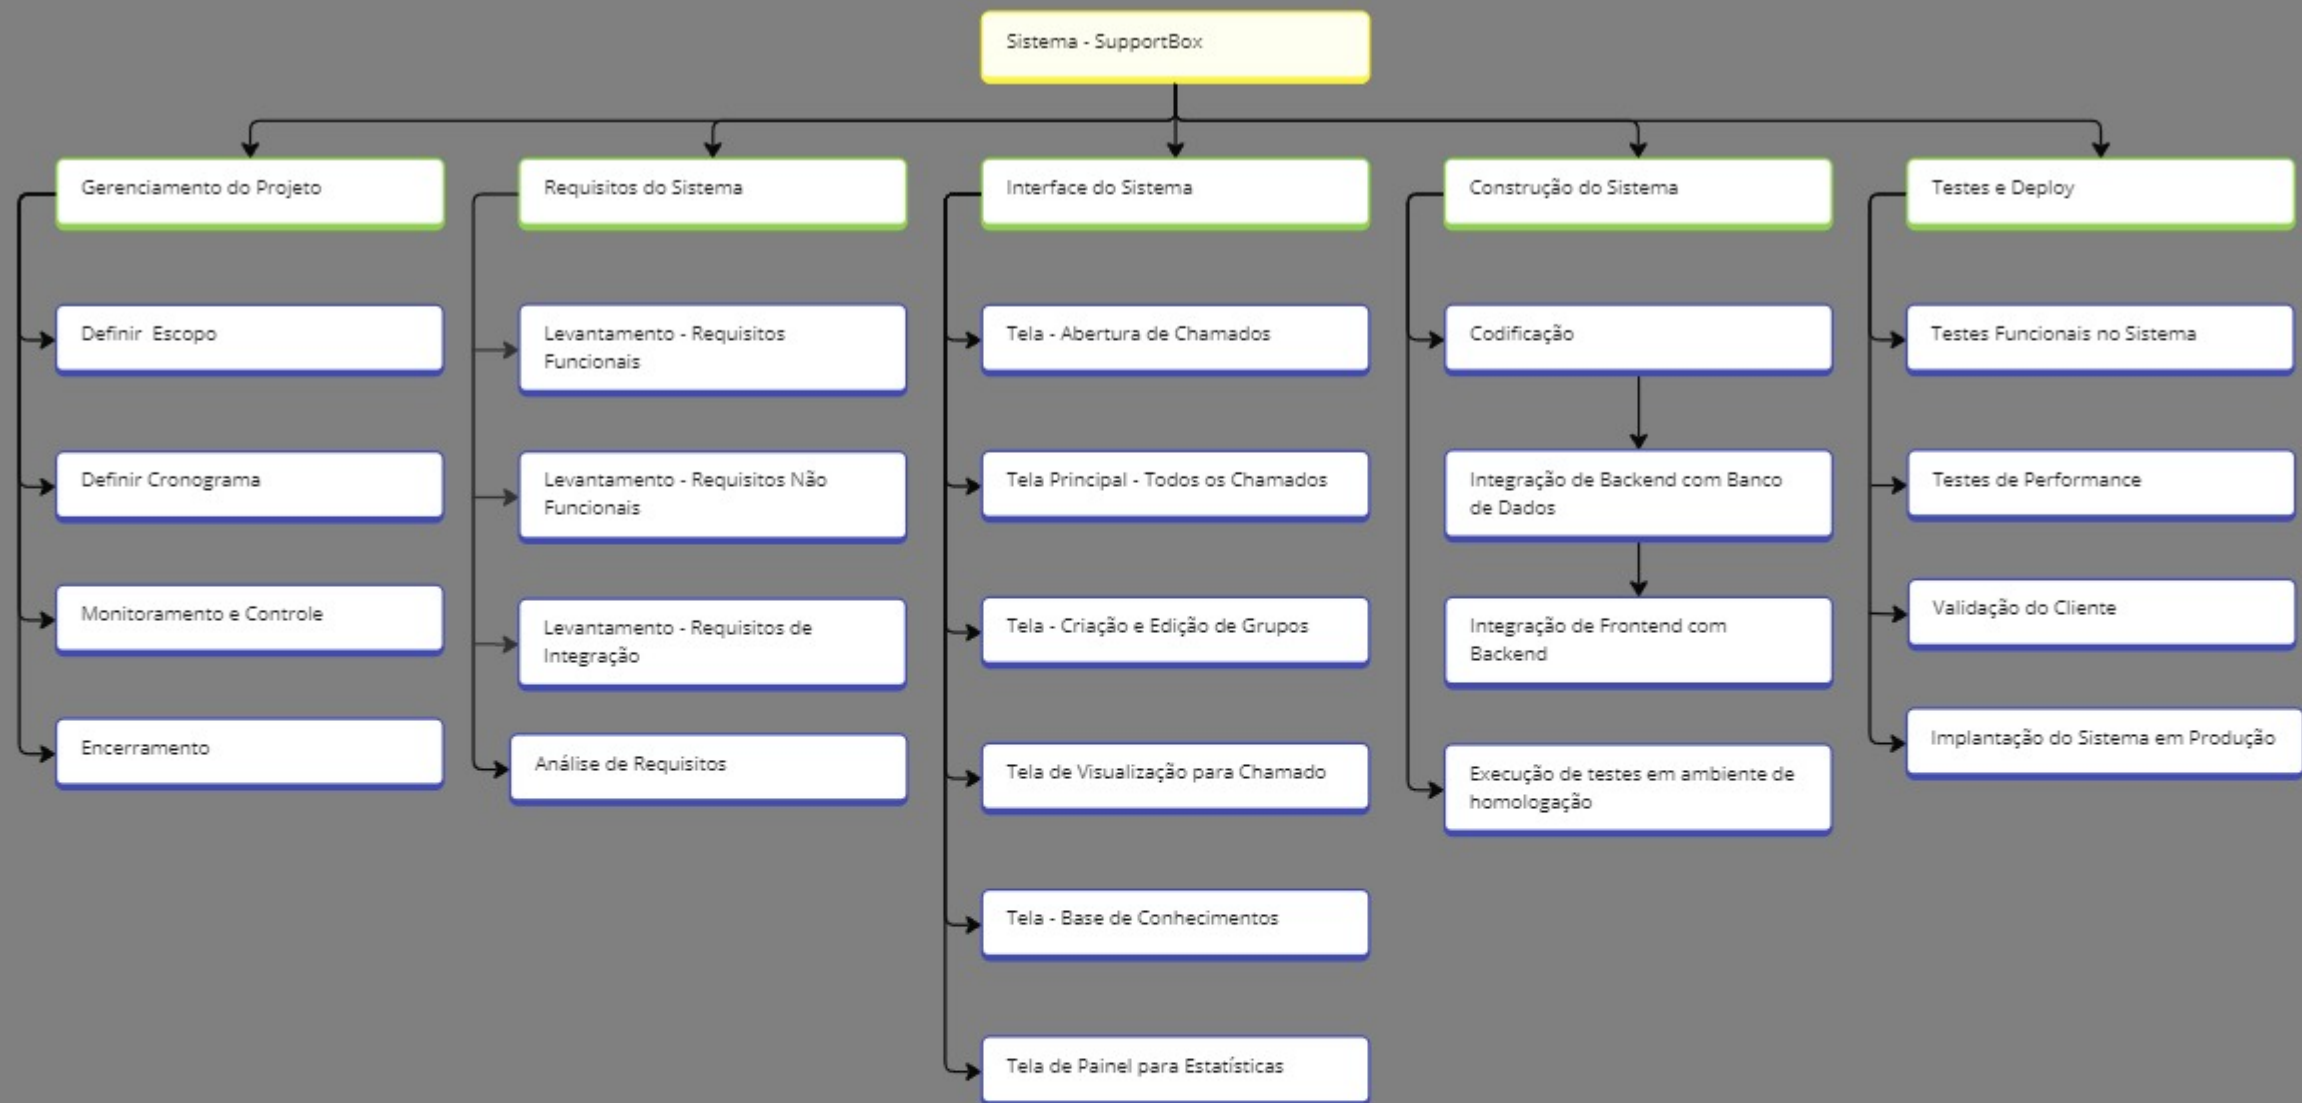 Sistema - SupportBox
Gerenciamento do Projeto
Definir Escopo
Definir Cronograma
Monitoramento e Controle
Encerramento
Requisitos do Sistema
Levantamento - Requisitos
Funcionais
Levantamento - Requisitos Não
Funcionais
Levantamento - Requisitos de
Integração
Análise de Requisitos
Interface do Sistema
Tela - Abertura de Chamados
Tela Principal - Todos os Chamados
Tela - Criação e Edição de Grupos
Tela de Visualização para Chamado
Tela - Base de Conhecimentos
Tela de Painel para Estatísticas
Construção do Sistema
Codificação
Integração de Backend com Banco
de Dados
Integração de Frontend com
Backend
Execução de testes em ambiente de
homologação
Testes e Deploy
Testes Funcionais no Sistema
Testes de Performance
Validação do Cliente
Implantação do Sistema em Produção